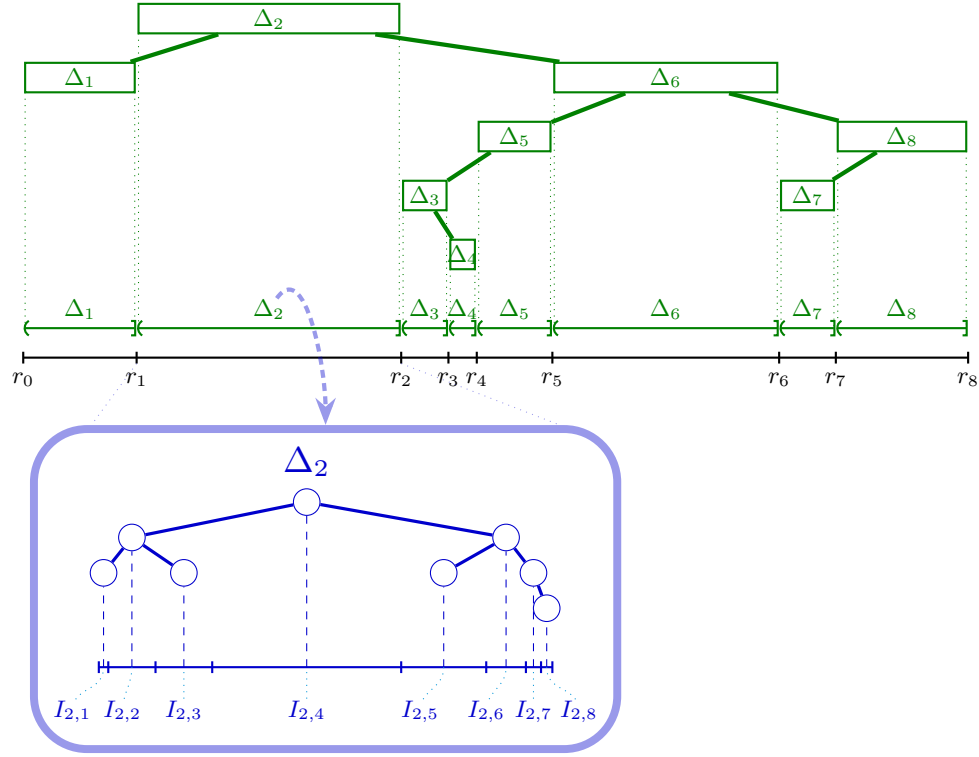 Δ₂
Δ₁ Δ₆
Δ₅ Δ₈
Δ₃ Δ₇
Δ₄
Δ₁ Δ₂ Δ₃ Δ₄ Δ₅ Δ₆ Δ₇ Δ₈
r₀ r₁ r₂ r₃ r₄ r₅ r₆ r₇ r₈
Δ₂
I₂,₁ I₂,₂ I₂,₃ I₂,₄ I₂,₅ I₂,₆ I₂,₇ I₂,₈